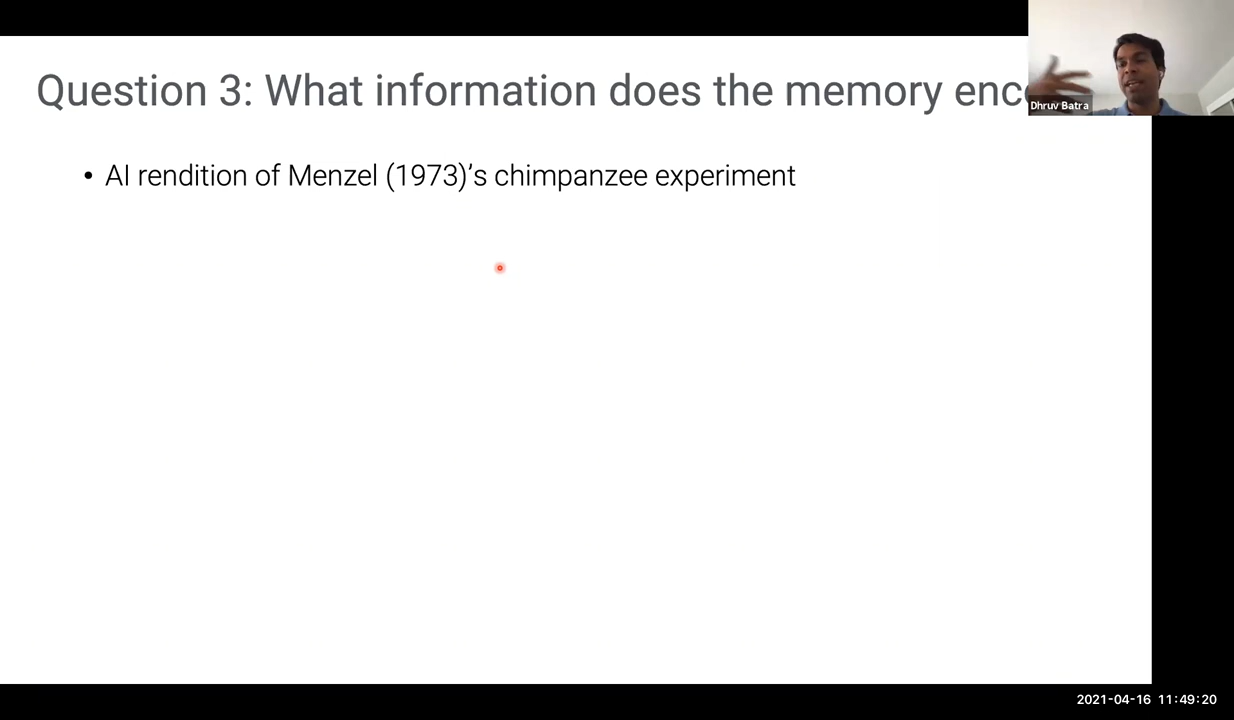 Question 3: What information does the memory enc
Dhruv Batra
• AI rendition of Menzel (1973)’s chimpanzee experiment
2021-04-16 11:49:20